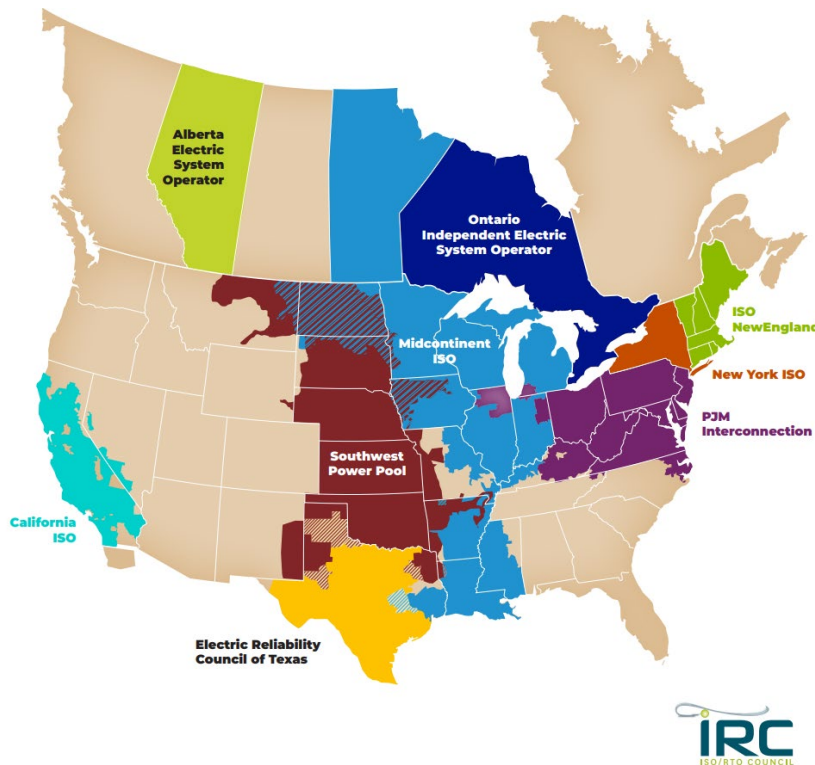 Alberta
Electric
System
Operator
Ontario
Independent Electric
System Operator
Midcontinent
ISO
ISO
NewEngland
New York ISO
PJM
Interconnection
Southwest
Power Pool
California
ISO
Electric Reliability
Council of Texas
iRC
ISO/RTO COUNCIL